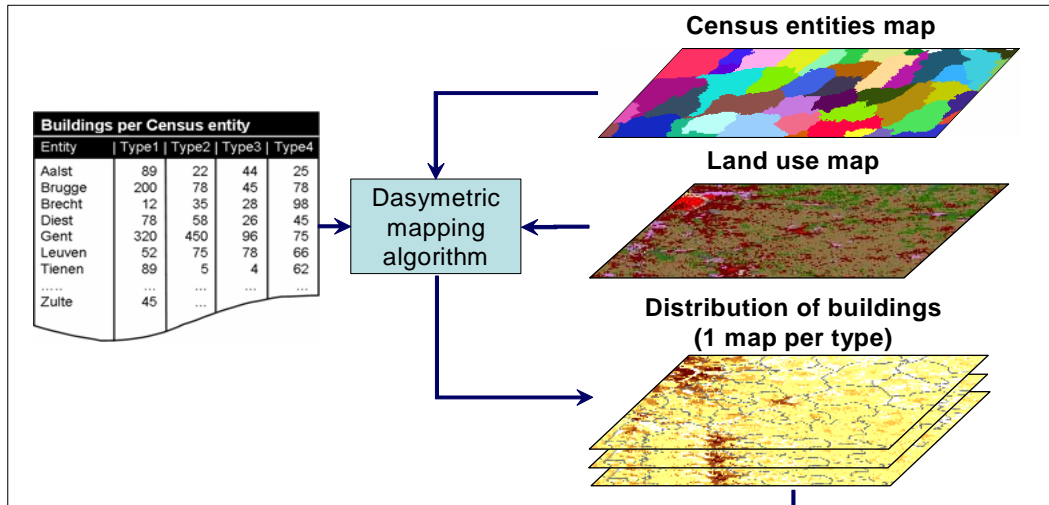 Census entities map
Buildings per Census entity
Entity | Type1 | Type2 | Type3 | Type4
Aalst 89 22 44 25
Brugge 200 78 45 78
Brecht 12 35 28 98
Diest 78 58 26 45
Gent 320 450 96 75
Leuven 52 75 78 66
Tienen 89 5 4 62
..... ... ... ... ...
Zulte 45 ...
Dasymetric
mapping
algorithm
Land use map
Distribution of buildings
(1 map per type)